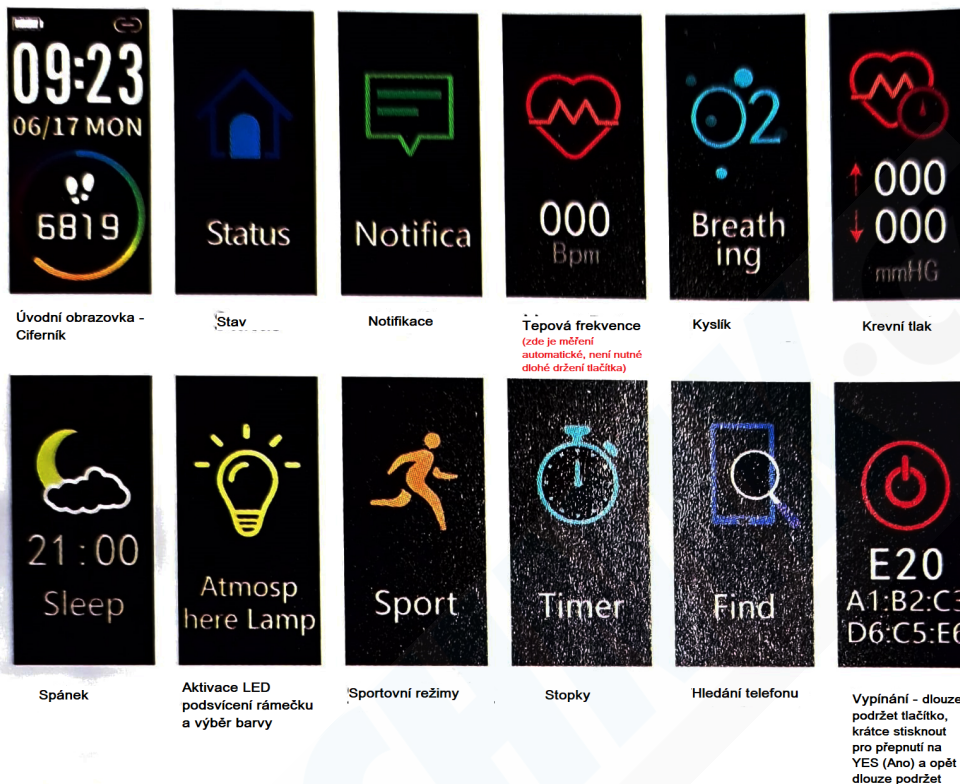 09:23
06/17 MON
6819
Status
Notifica
000
Bpm
Breath
ing
000
000
mmHG
Úvodní obrazovka -
Ciferník
Stav
Notifikace
Tepová frekvence
(zde je měření
automatické, není nutné
dlohé držení tlačítka)
Kyslík
Krevní tlak
21:00
Sleep
Atmosp
here Lamp
Sport
Timer
Find
E20
A1:B2:C3
D6:C5:E6
Spánek
Aktivace LED
podsvícení rámečku
a výběr barvy
Sportovní režimy
Stopky
Hledání telefonu
Vypínání - dlouze
podržet tlačítko,
krátce stisknout
pro přepnutí na
YES (Ano) a opět
dlouze podržet